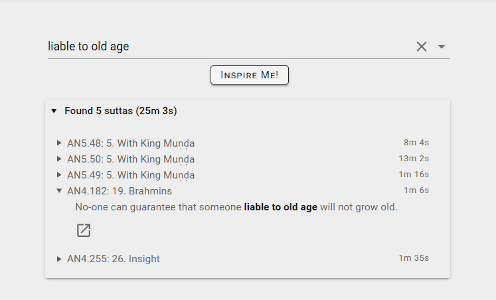 liable to old age
Inspire Me!
Found 5 suttas (25m 3s)
AN5.48: 5. With King Muṇḍa 8m 4s
AN5.50: 5. With King Muṇḍa 13m 2s
AN5.49: 5. With King Muṇḍa 1m 16s
AN4.182: 19. Brahmins 1m 6s
No-one can guarantee that someone liable to old age will not grow old.
AN4.255: 26. Insight 1m 35s